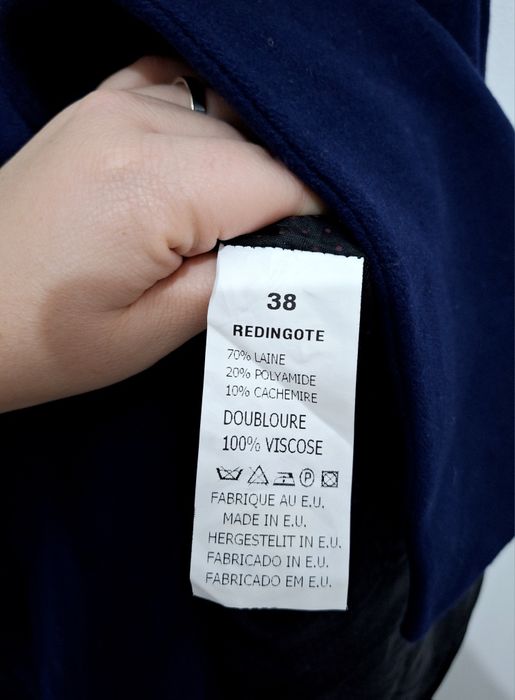 38
REDINGOTE
70% LAINE
20% POLYAMIDE
10% CACHEMIRE
DOUBLOURE
100% VISCOSE
FABRIQUE AU E.U.
MADE IN E.U.
HERGESTELIT IN E.U.
FABRICADO IN E.U.
FABRICADO EM E.U.